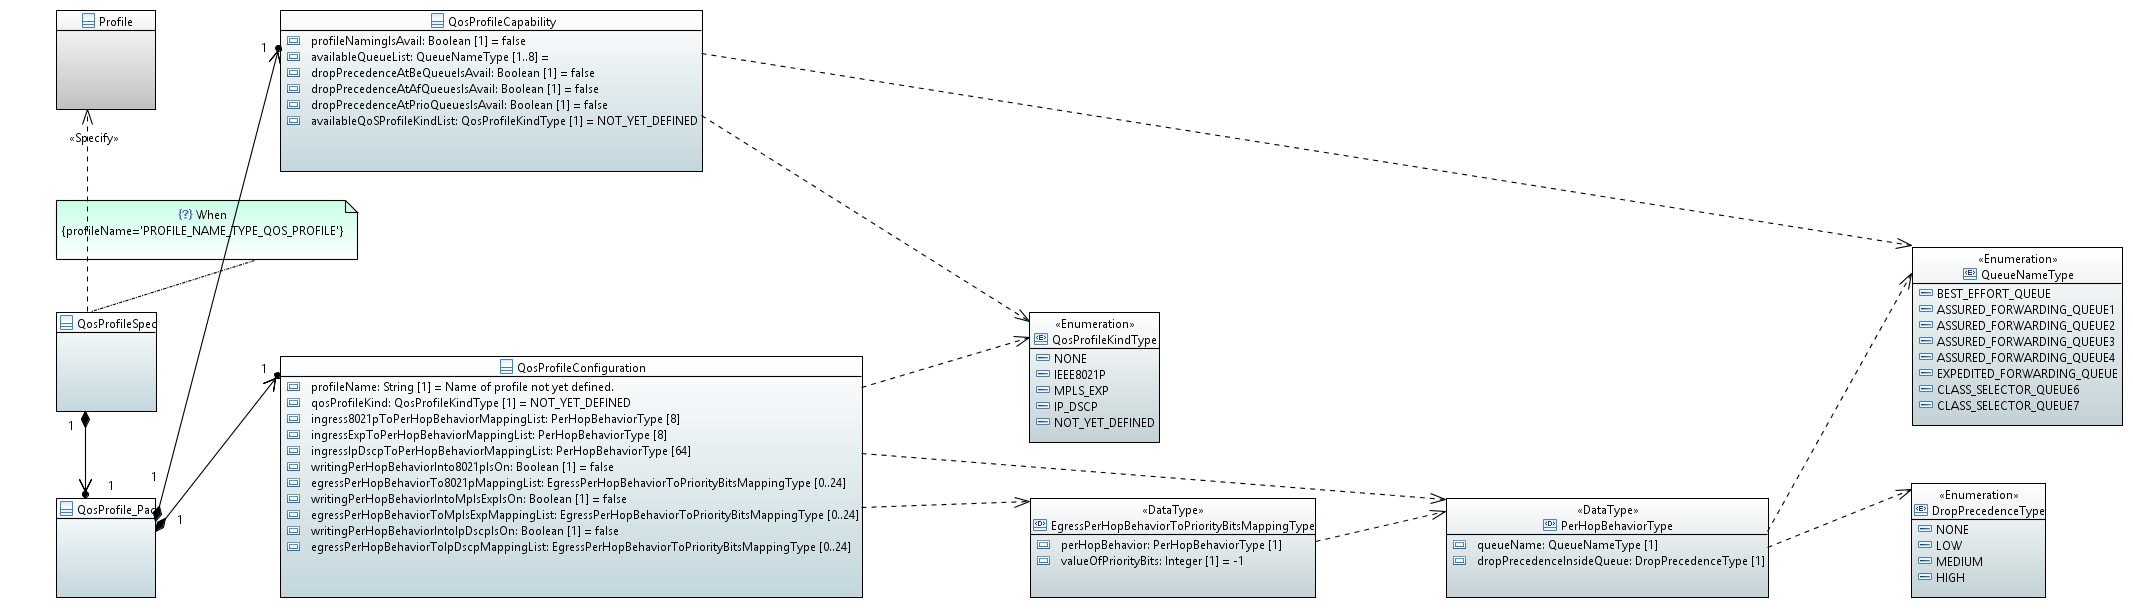 Profile
«Specify»
QosProfileCapability
profileNamingIsAvail: Boolean [1] = false
availableQueueList: QueueNameType [1..8] =
dropPrecedenceAtBeQueueIsAvail: Boolean [1] = false
dropPrecedenceAtAfQueuesIsAvail: Boolean [1] = false
dropPrecedenceAtPrioQueuesIsAvail: Boolean [1] = false
availableQoSProfileKindList: QosProfileKindType [1] = NOT_YET_DEFINED
1
{?} When
{profileName='PROFILE_NAME_TYPE_QOS_PROFILE'}
QosProfileSpec
1
1
QosProfile_Pac
1
1
1
QosProfileConfiguration
profileName: String [1] = Name of profile not yet defined.
qosProfileKind: QosProfileKindType [1] = NOT_YET_DEFINED
ingress8021pToPerHopBehaviorMappingList: PerHopBehaviorType [8]
ingressExpToPerHopBehaviorMappingList: PerHopBehaviorType [8]
ingressIpDscpToPerHopBehaviorMappingList: PerHopBehaviorType [64]
writingPerHopBehaviorInto8021pIsOn: Boolean [1] = false
egressPerHopBehaviorTo8021pMappingList: EgressPerHopBehaviorToPriorityBitsMappingType [0..24]
writingPerHopBehaviorIntoMplsExpIsOn: Boolean [1] = false
egressPerHopBehaviorToMplsExpMappingList: EgressPerHopBehaviorToPriorityBitsMappingType [0..24]
writingPerHopBehaviorIntoIpDscpIsOn: Boolean [1] = false
egressPerHopBehaviorToIpDscpMappingList: EgressPerHopBehaviorToPriorityBitsMappingType [0..24]
«Enumeration»
QosProfileKindType
NONE
IEEE8021P
MPLS_EXP
IP_DSCP
NOT_YET_DEFINED
«DataType»
EgressPerHopBehaviorToPriorityBitsMappingType
perHopBehavior: PerHopBehaviorType [1]
valueOfPriorityBits: Integer [1] = -1
«DataType»
PerHopBehaviorType
queueName: QueueNameType [1]
dropPrecedenceInsideQueue: DropPrecedenceType [1]
«Enumeration»
QueueNameType
BEST_EFFORT_QUEUE
ASSURED_FORWARDING_QUEUE1
ASSURED_FORWARDING_QUEUE2
ASSURED_FORWARDING_QUEUE3
ASSURED_FORWARDING_QUEUE4
EXPEDITED_FORWARDING_QUEUE
CLASS_SELECTOR_QUEUE6
CLASS_SELECTOR_QUEUE7
«Enumeration»
DropPrecedenceType
NONE
LOW
MEDIUM
HIGH